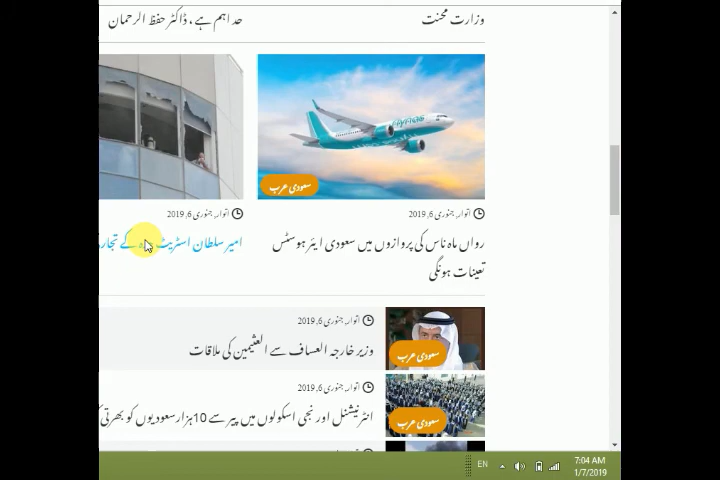 وزارت محنت
حد اہم ہے ، ڈاکٹر حفظ الرحمان
flynas
سعودی عرب
اتوار جنوری 6, 2019
رواں ماہ ناس کی پروازوں میں سعودی ایئر ہوسٹس
تعینات ہونگی
اتوار جنوری 6, 2019
امیر سلطان اسٹریٹ کے تجار
اتوار جنوری 6, 2019
وزیر خارجہ العساف سے العثیمین کی ملاقات
سعودی عرب
اتوار جنوری 6, 2019
انٹرنیشنل اور نجی اسکولوں میں پیر سے 10ہزار سعودیوں کو بھرتی
سعودی عرب
EN
7:04 AM
1/7/2019